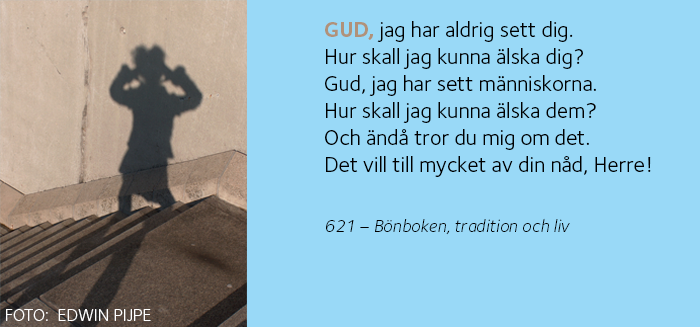 GUD, jag har aldrig sett dig.
Hur skall jag kunna älska dig?
Gud, jag har sett människorna.
Hur skall jag kunna älska dem?
Och ändå tror du mig om det.
Det vill till mycket av din nåd, Herre!
621 – Bönboken, tradition och liv
FOTO: EDWIN PIJPE